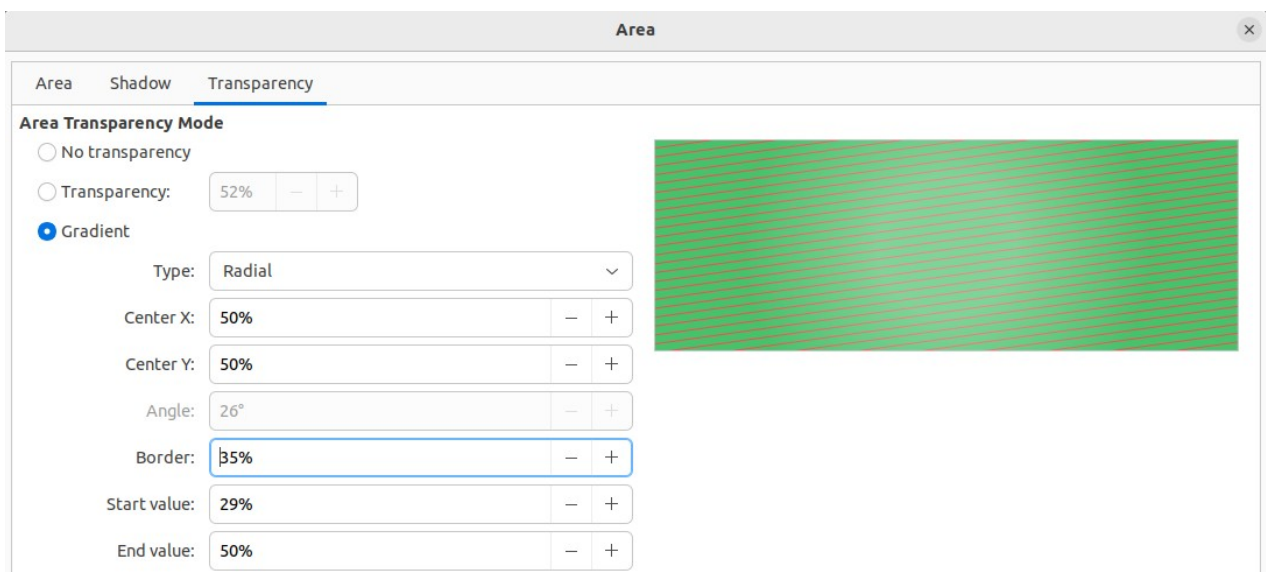 Area
Area Shadow Transparency
Area Transparency Mode
No transparency
Transparency: 52%
Gradient
Type: Radial
Center X: 50%
Center Y: 50%
Angle: 26°
Border: 35%
Start value: 29%
End value: 50%